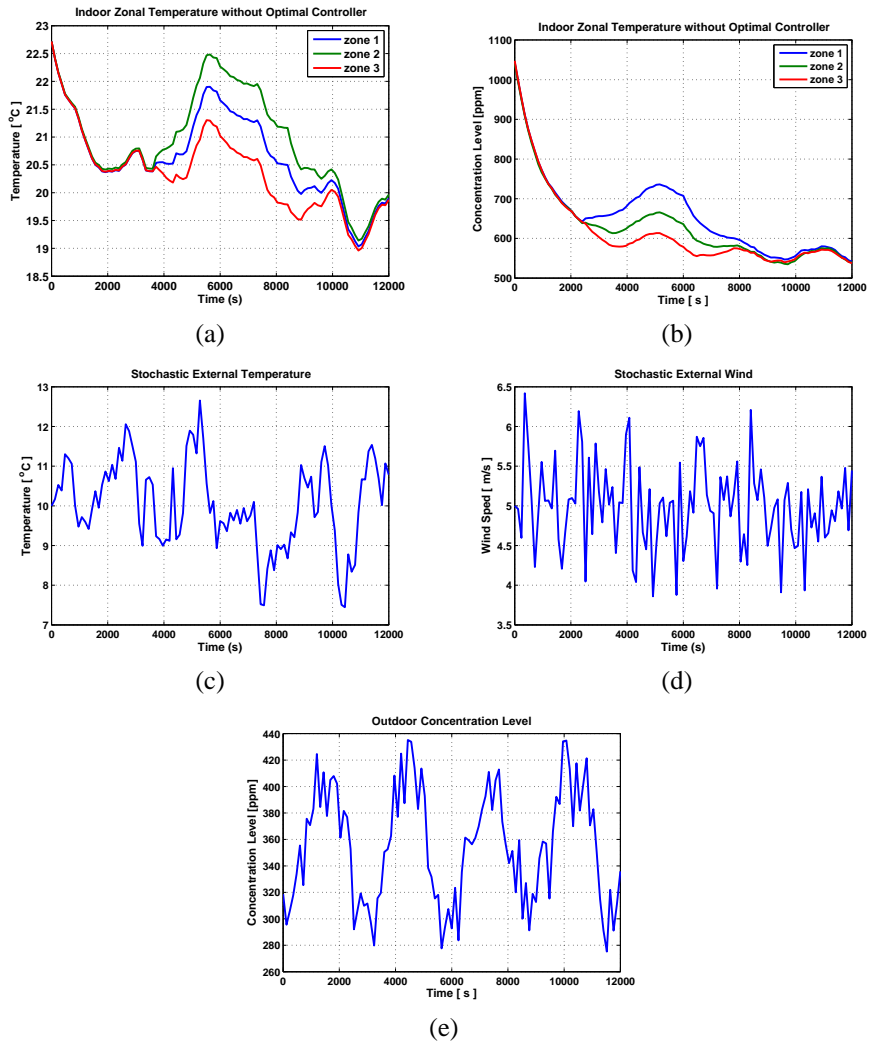 Indoor Zonal Temperature without Optimal Controller
23
22.5
22
21.5
21
20.5
20
19.5
19
18.5
0 2000 4000 6000 8000 10000 12000
Temperature [ °C]
Time (s)
zone 1
zone 2
zone 3
(a)
Indoor Zonal Temperature without Optimal Controller
1100
1000
900
800
700
600
500
0 2000 4000 6000 8000 10000 12000
Concentration Level [ppm]
Time [ s ]
zone 1
zone 2
zone 3
(b)
Stochastic External Temperature
13
12
11
10
9
8
7
0 2000 4000 6000 8000 10000 12000
Temperature [ °C]
Time (s)
(c)
Stochastic External Wind
6.5
6
5.5
5
4.5
4
3.5
0 2000 4000 6000 8000 10000 12000
Wind Sped [ m/s]
Time (s)
(d)
Outdoor Concentration Level
440
420
400
380
360
340
320
300
280
260
0 2000 4000 6000 8000 10000 12000
Concentration Level [ppm]
Time [ s ]
(e)